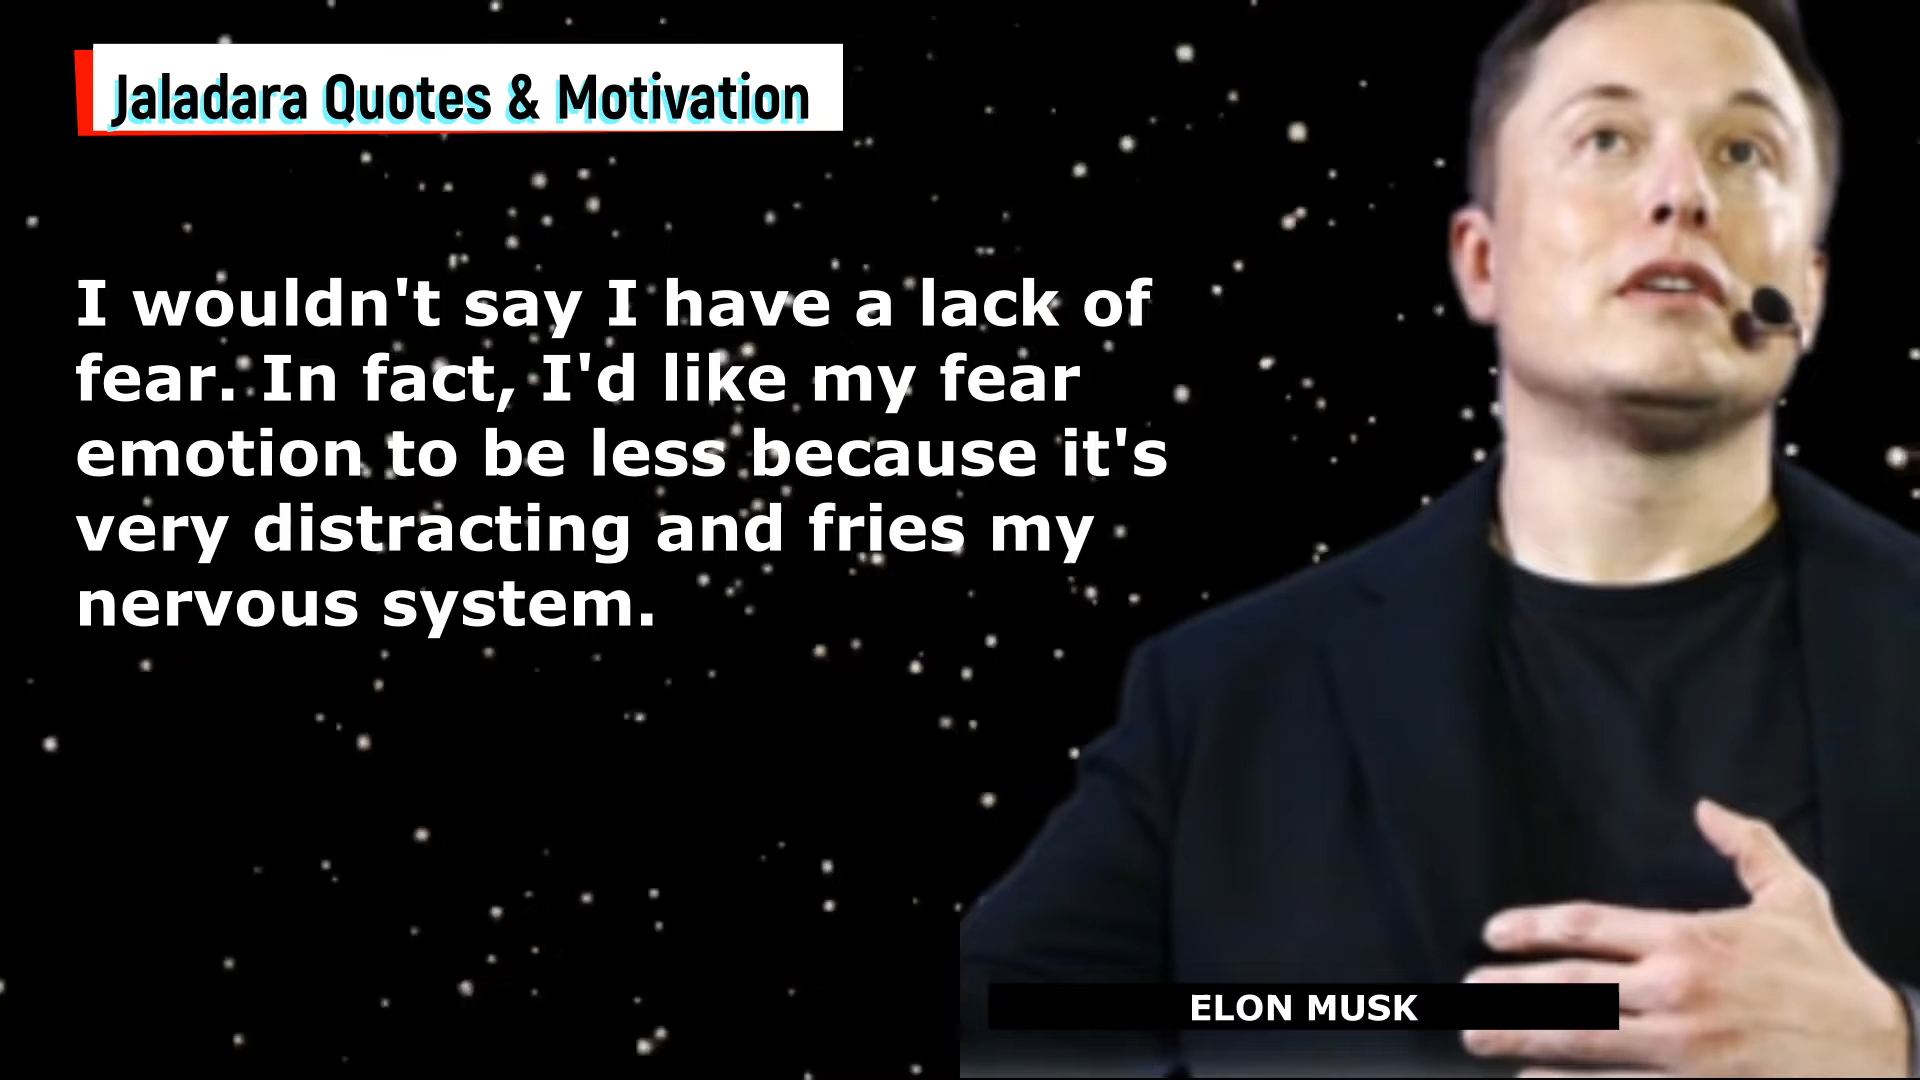 Jaladara Quotes & Motivation
I wouldn't say I have a lack of
fear. In fact, I'd like my fear
emotion to be less because it's
very distracting and fries my
nervous system.
ELON MUSK